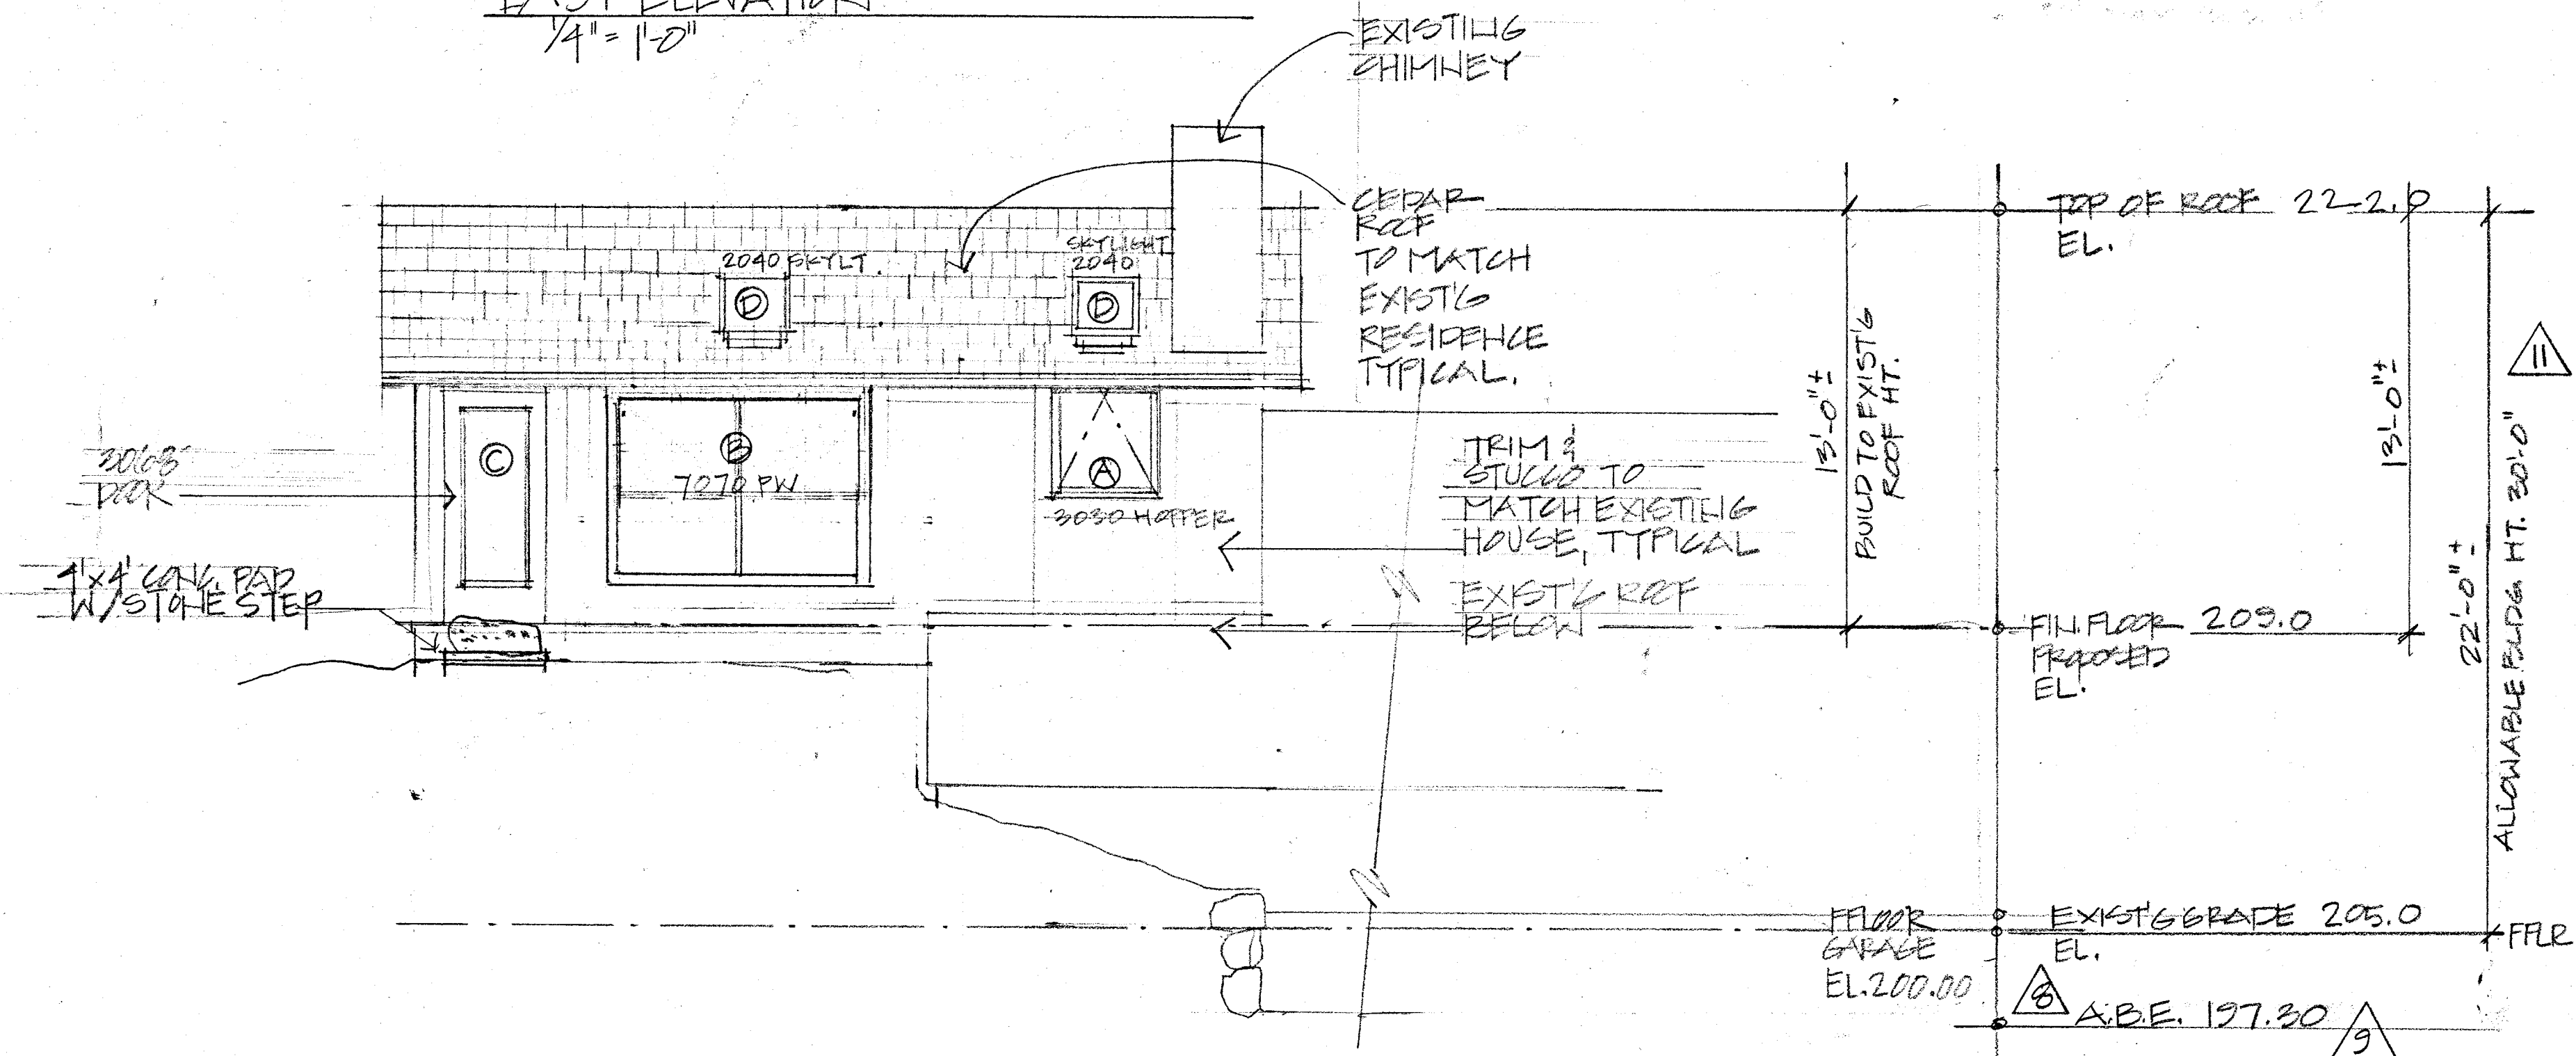 EAST ELEVATION
1/4" = 1'-0"
EXISTING
CHIMNEY
CEDAR
ROOF
TO MATCH
EXIST'G
RESIDENCE
TYPICAL.
2040 SKYLT.
D
SKYLIGHT
2040
D
C
B
7070 PW
A
3030 HOPPER
3068
DOOR
4'x4' CONC. PAD
W/STONE STEP
TRIM &
STUCCO TO
MATCH EXISTING
HOUSE, TYPICAL
EXIST'G ROOF
BELOW
13'-0"±
BUILD TO EXIST'G
ROOF HT.
TOP OF ROOF 22-2.0
EL.
13'-0"±
FIN. FLOOR 209.0
PROPOSED
EL.
22'-0"±
ALLOWABLE BLDG. HT. 30'-0"
11
FFLOOR
GARAGE
EL. 200.00
EXIST'G GRADE 205.0
EL.
FFLR
8
A.B.E. 197.30
9